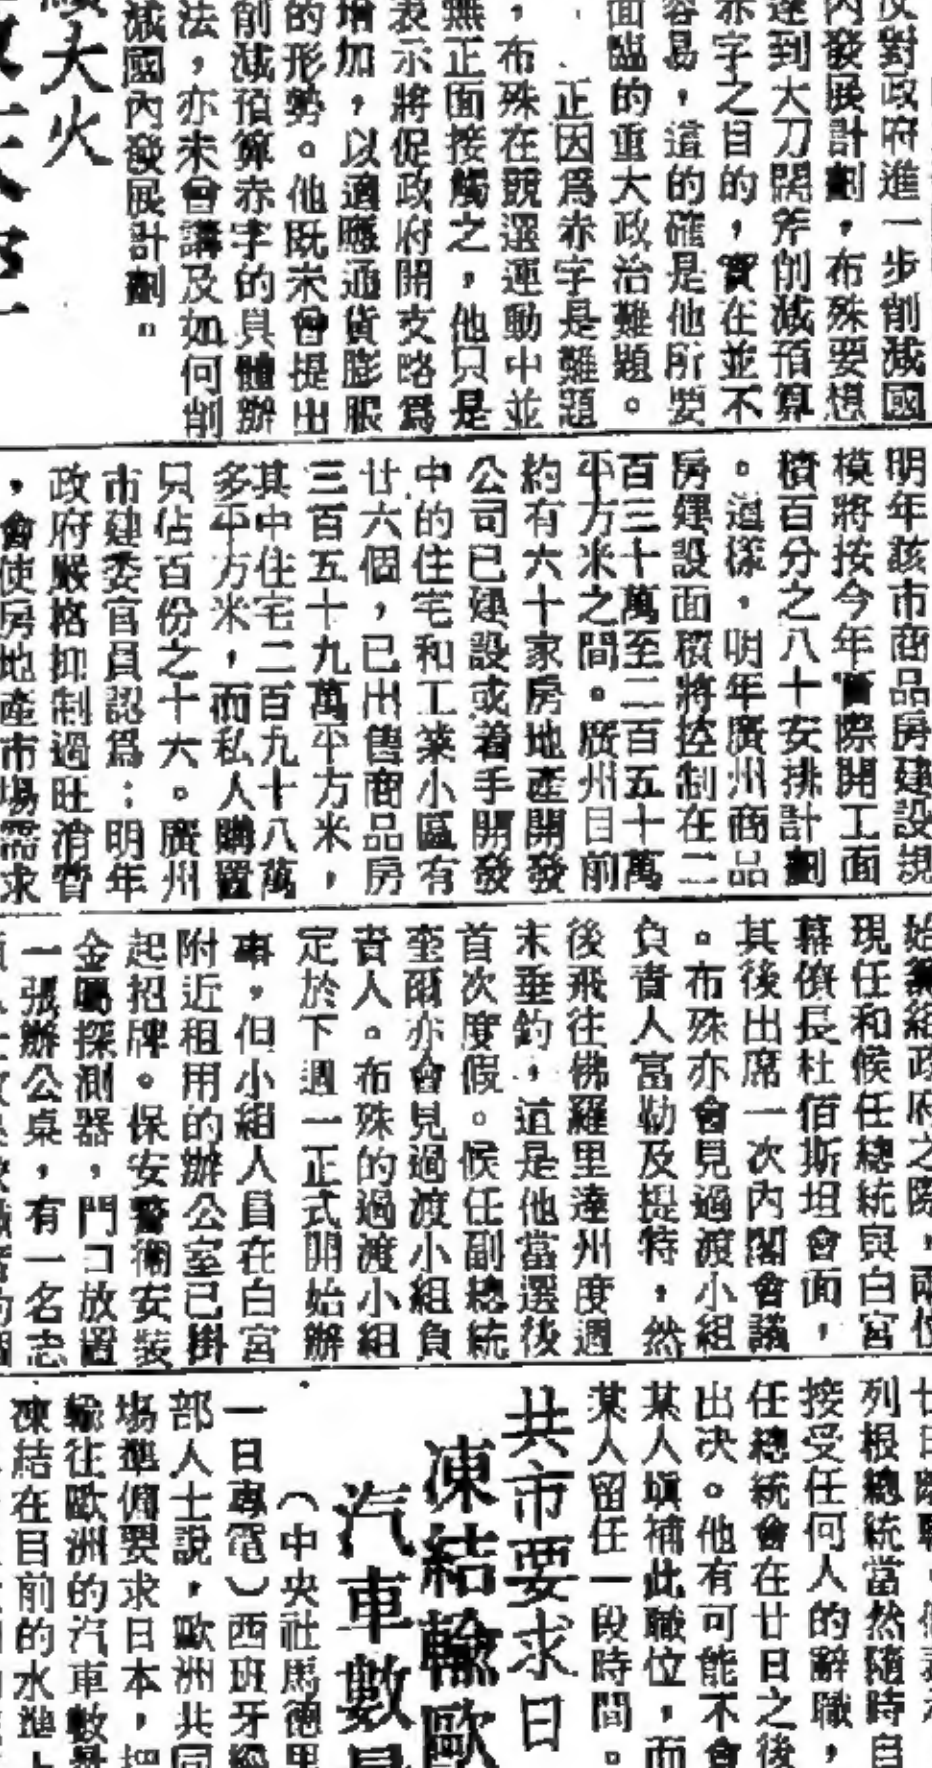 反對政府進一步削減國
內發展計劃，布殊要想
達到大刀闊斧削減預算
赤字之目的，實在並不
容易，這的確是他所要
面臨的重大政治難題。
正因爲赤字是難題
，布殊在競選運動中並
無正面接觸之，他只是
表示將促政府開支略爲
增加，以適應通貨膨脹
的形勢。他既未曾提出
削減預算赤字的具體辦
法，亦未曾講及如何削
減國內發展計劃。"
大火
明年該市商品房建設規
模將按今年實際開工面
積百分之八十安排計劃
。這樣，明年廣州商品
房建設面積將控制在二
百三十萬至二百五十萬
平方米之間。廣州目前
約有六十家房地產開發
公司已建設或着手開發
中的住宅和工業小區有
廿六個，已出售商品房
三百五十九萬平方米，
其中住宅二百九十八萬
多平方米，而私人購置
只佔百份之十六。廣州
市建委官員認爲：明年
政府嚴格抑制過旺消費
，會使房地產市場需求
始籌組政府之際，兩位
現任和候任總統與白宮
幕僚長杜佰斯坦會面，
其後出席一次內閣會議
。布殊亦會見過渡小組
負責人富勒及提特，然
後飛往佛羅里達州度週
末垂釣，這是他當選後
首次度假。候任副總統
奎爾亦會見過渡小組負
責人。布殊的過渡小組
定於下週一正式開始辦
事，但小組人員在白宮
附近租用的辦公室已掛
起招牌。保安警衞安裝
金屬探測器，門口放置
一張辦公桌，有一名志
列根總統當然隨時自
接受任何人的辭職，
任總統會在廿日之後
出决。他有可能不會
某人填補此職位，而
某人留任一段時間。
共市要求日
凍結輸歐
汽車數量
（中央社馬德里
一日專電）西班牙經
部人士說，歐洲共同
場準備要求日本，把
輸往歐洲的汽車數量
凍結在目前的水準上